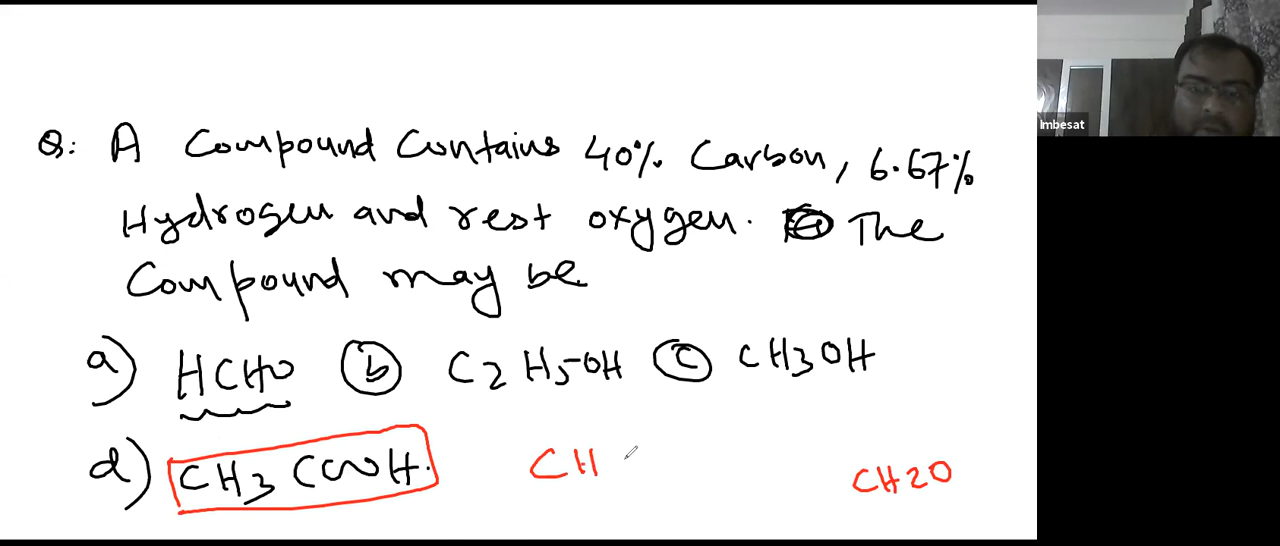 Q: A Compound Contains 40% Carbon, 6.67%
Hydrogen and rest oxygen. The
Compound may be
a) HCHO (b) C2H5-OH (c) CH3OH
d) CH3COOH. CH CH2O
Imbesat